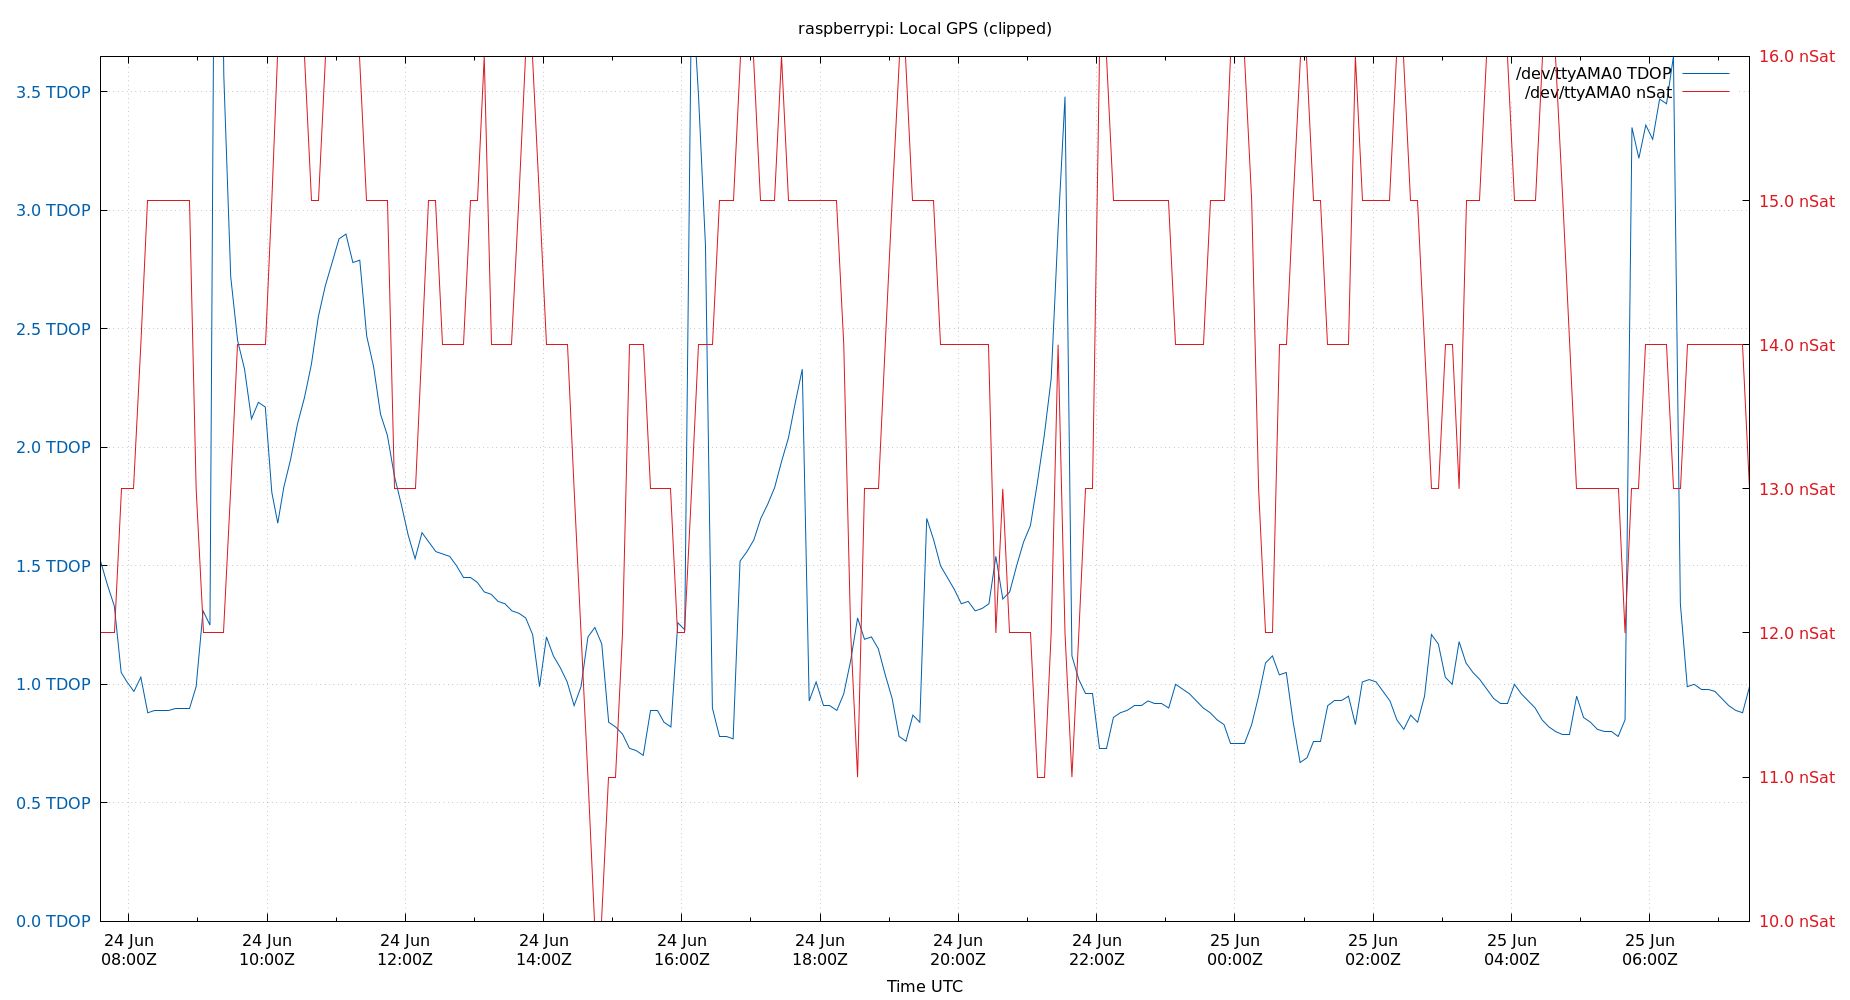 raspberrypi: Local GPS (clipped)
/dev/ttyAMA0 TDOP
/dev/ttyAMA0 nSat
3.5 TDOP
3.0 TDOP
2.5 TDOP
2.0 TDOP
1.5 TDOP
1.0 TDOP
0.5 TDOP
0.0 TDOP
16.0 nSat
15.0 nSat
14.0 nSat
13.0 nSat
12.0 nSat
11.0 nSat
10.0 nSat
24 Jun
08:00Z
24 Jun
10:00Z
24 Jun
12:00Z
24 Jun
14:00Z
24 Jun
16:00Z
24 Jun
18:00Z
24 Jun
20:00Z
24 Jun
22:00Z
25 Jun
00:00Z
25 Jun
02:00Z
25 Jun
04:00Z
25 Jun
06:00Z
Time UTC